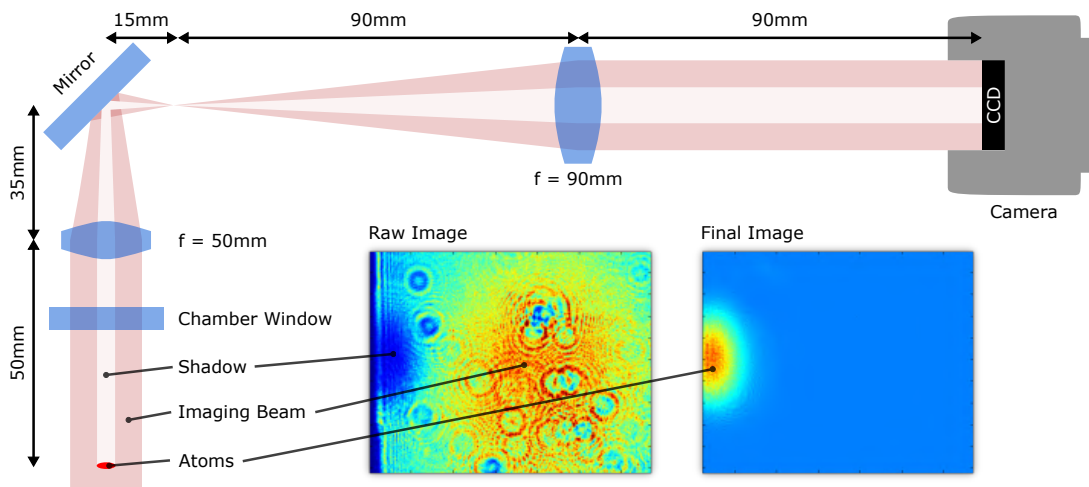 15mm
90mm
90mm
Mirror
CCD
35mm
f = 90mm
Camera
f = 50mm
Raw Image
Final Image
50mm
Chamber Window
Shadow
Imaging Beam
Atoms